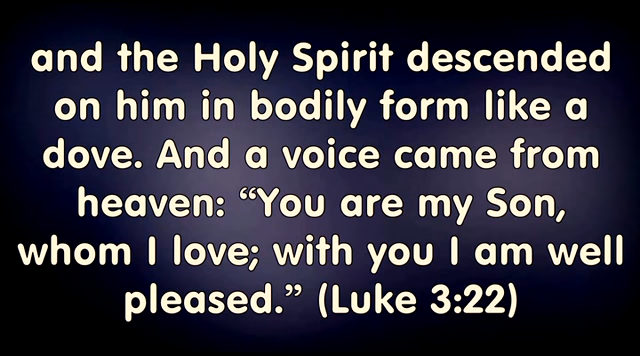 and the Holy Spirit descended
on him in bodily form like a
dove. And a voice came from
heaven: “You are my Son,
whom I love; with you I am well
pleased.” (Luke 3:22)